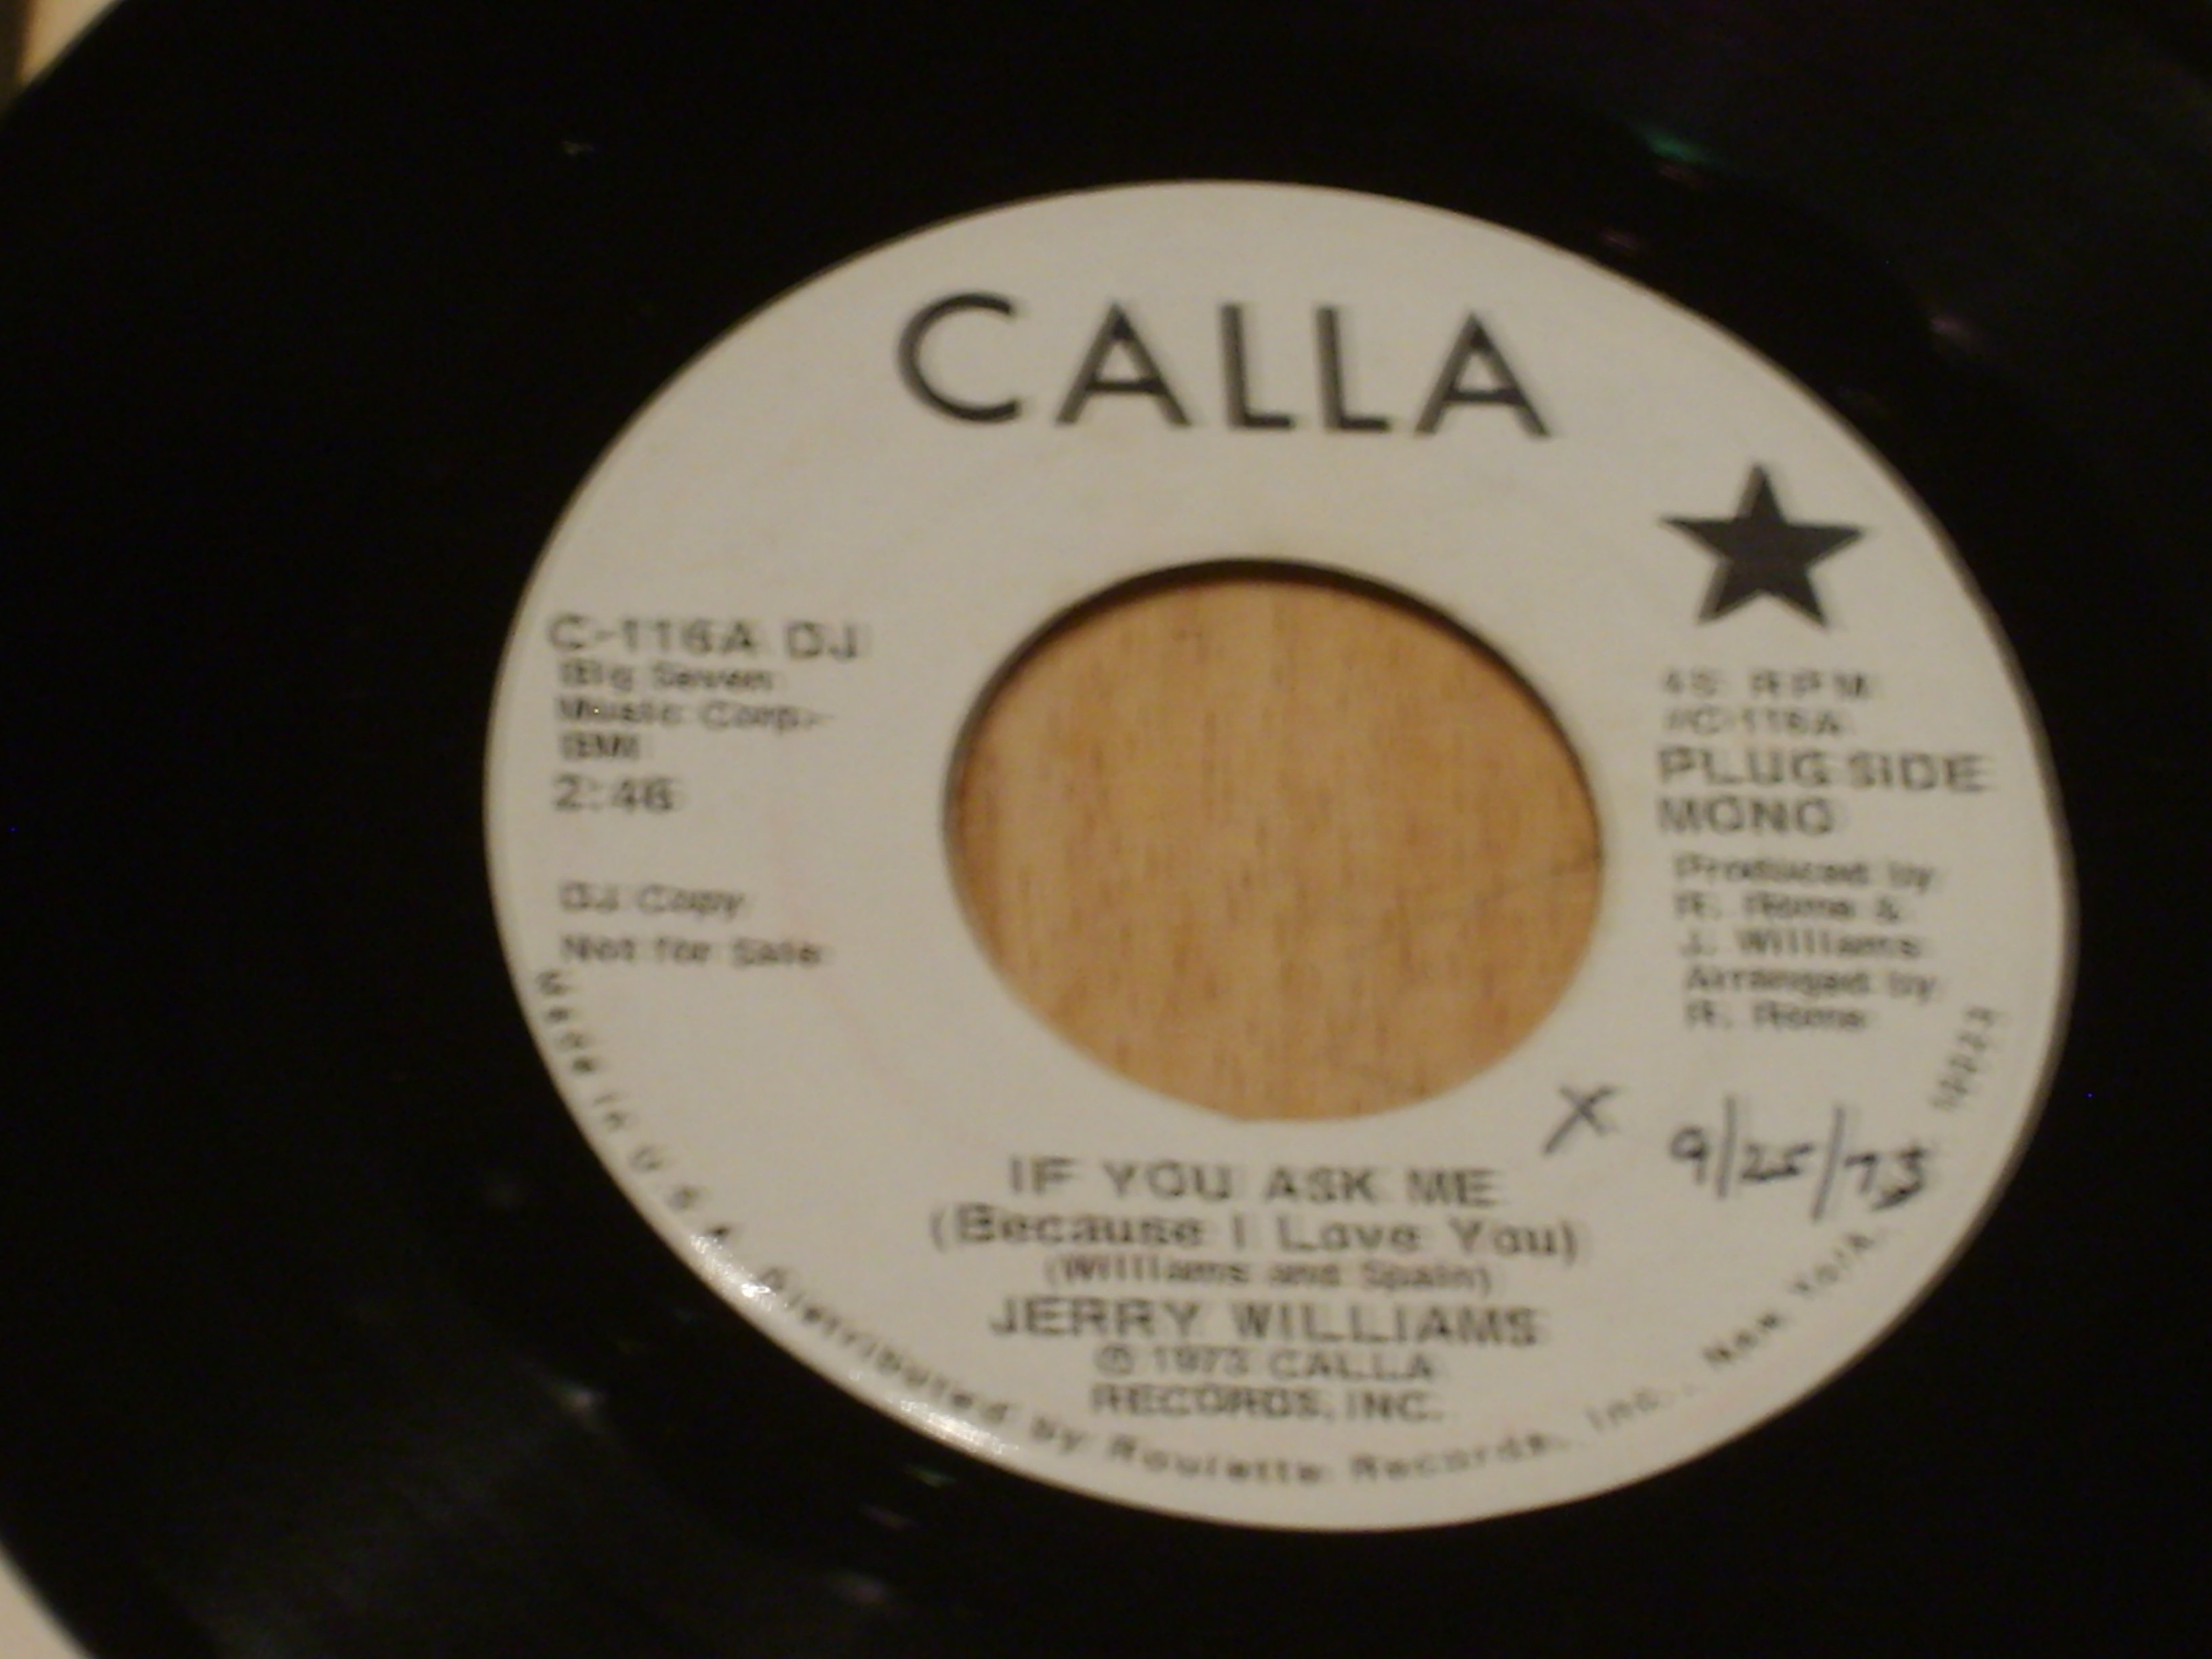 CALLA
C-116A DJ
Big Seven
Music Corp.
BMI
2:46
DJ Copy
Not for Sale
45 RPM
#C-116A
PLUG SIDE
MONO
Produced by
R. Rome &
J. Williams
Arranged by
R. Rome
X 9/25/73
IF YOU ASK ME
(Because I Love You)
(Williams and Spain)
JERRY WILLIAMS
℗ 1973 CALLA
RECORDS, INC.
Made in U.S.A. Distributed by Roulette Records, Inc., New York,